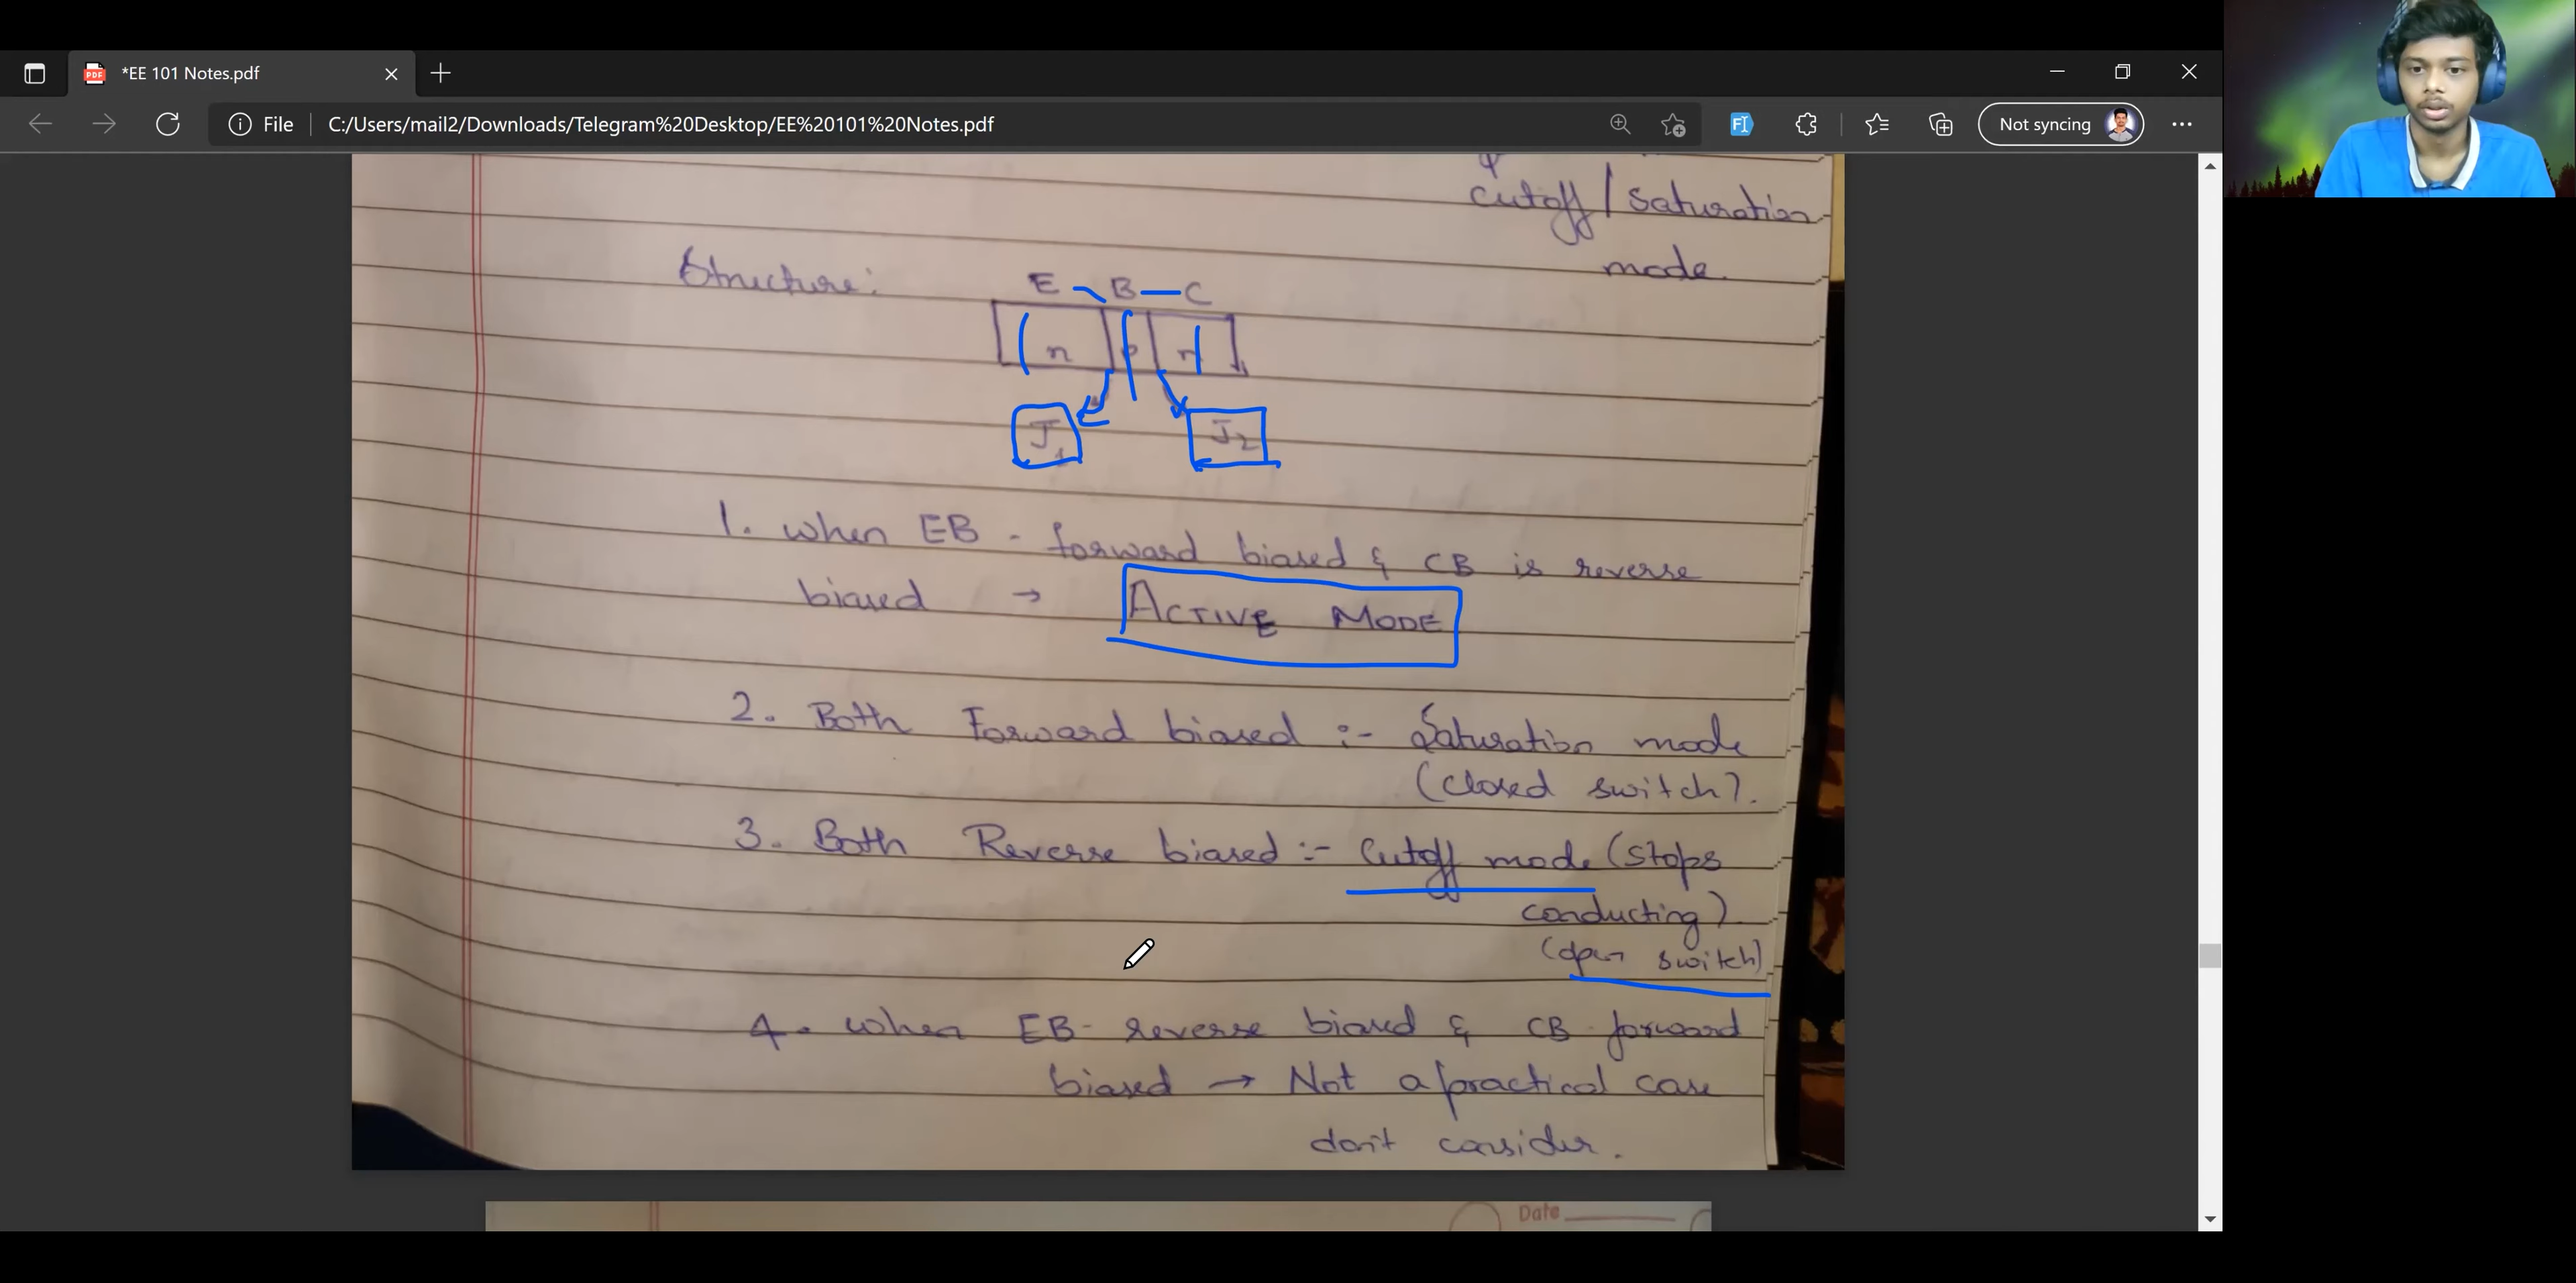 *EE 101 Notes.pdf
File C:/Users/mail2/Downloads/Telegram%20Desktop/EE%20101%20Notes.pdf
Not syncing
cutoff / saturation
mode.
Structure:
E B C
n p n
J1 J2
1. when EB - forward biased & CB is reverse
biased → ACTIVE MODE
2. Both Forward biased :- Saturation mode
(closed switch).
3. Both Reverse biased :- Cutoff mode (stops
conducting).
(open switch)
4. when EB- reverse biased & CB forward
biased → Not a practical case
don't consider.
Date